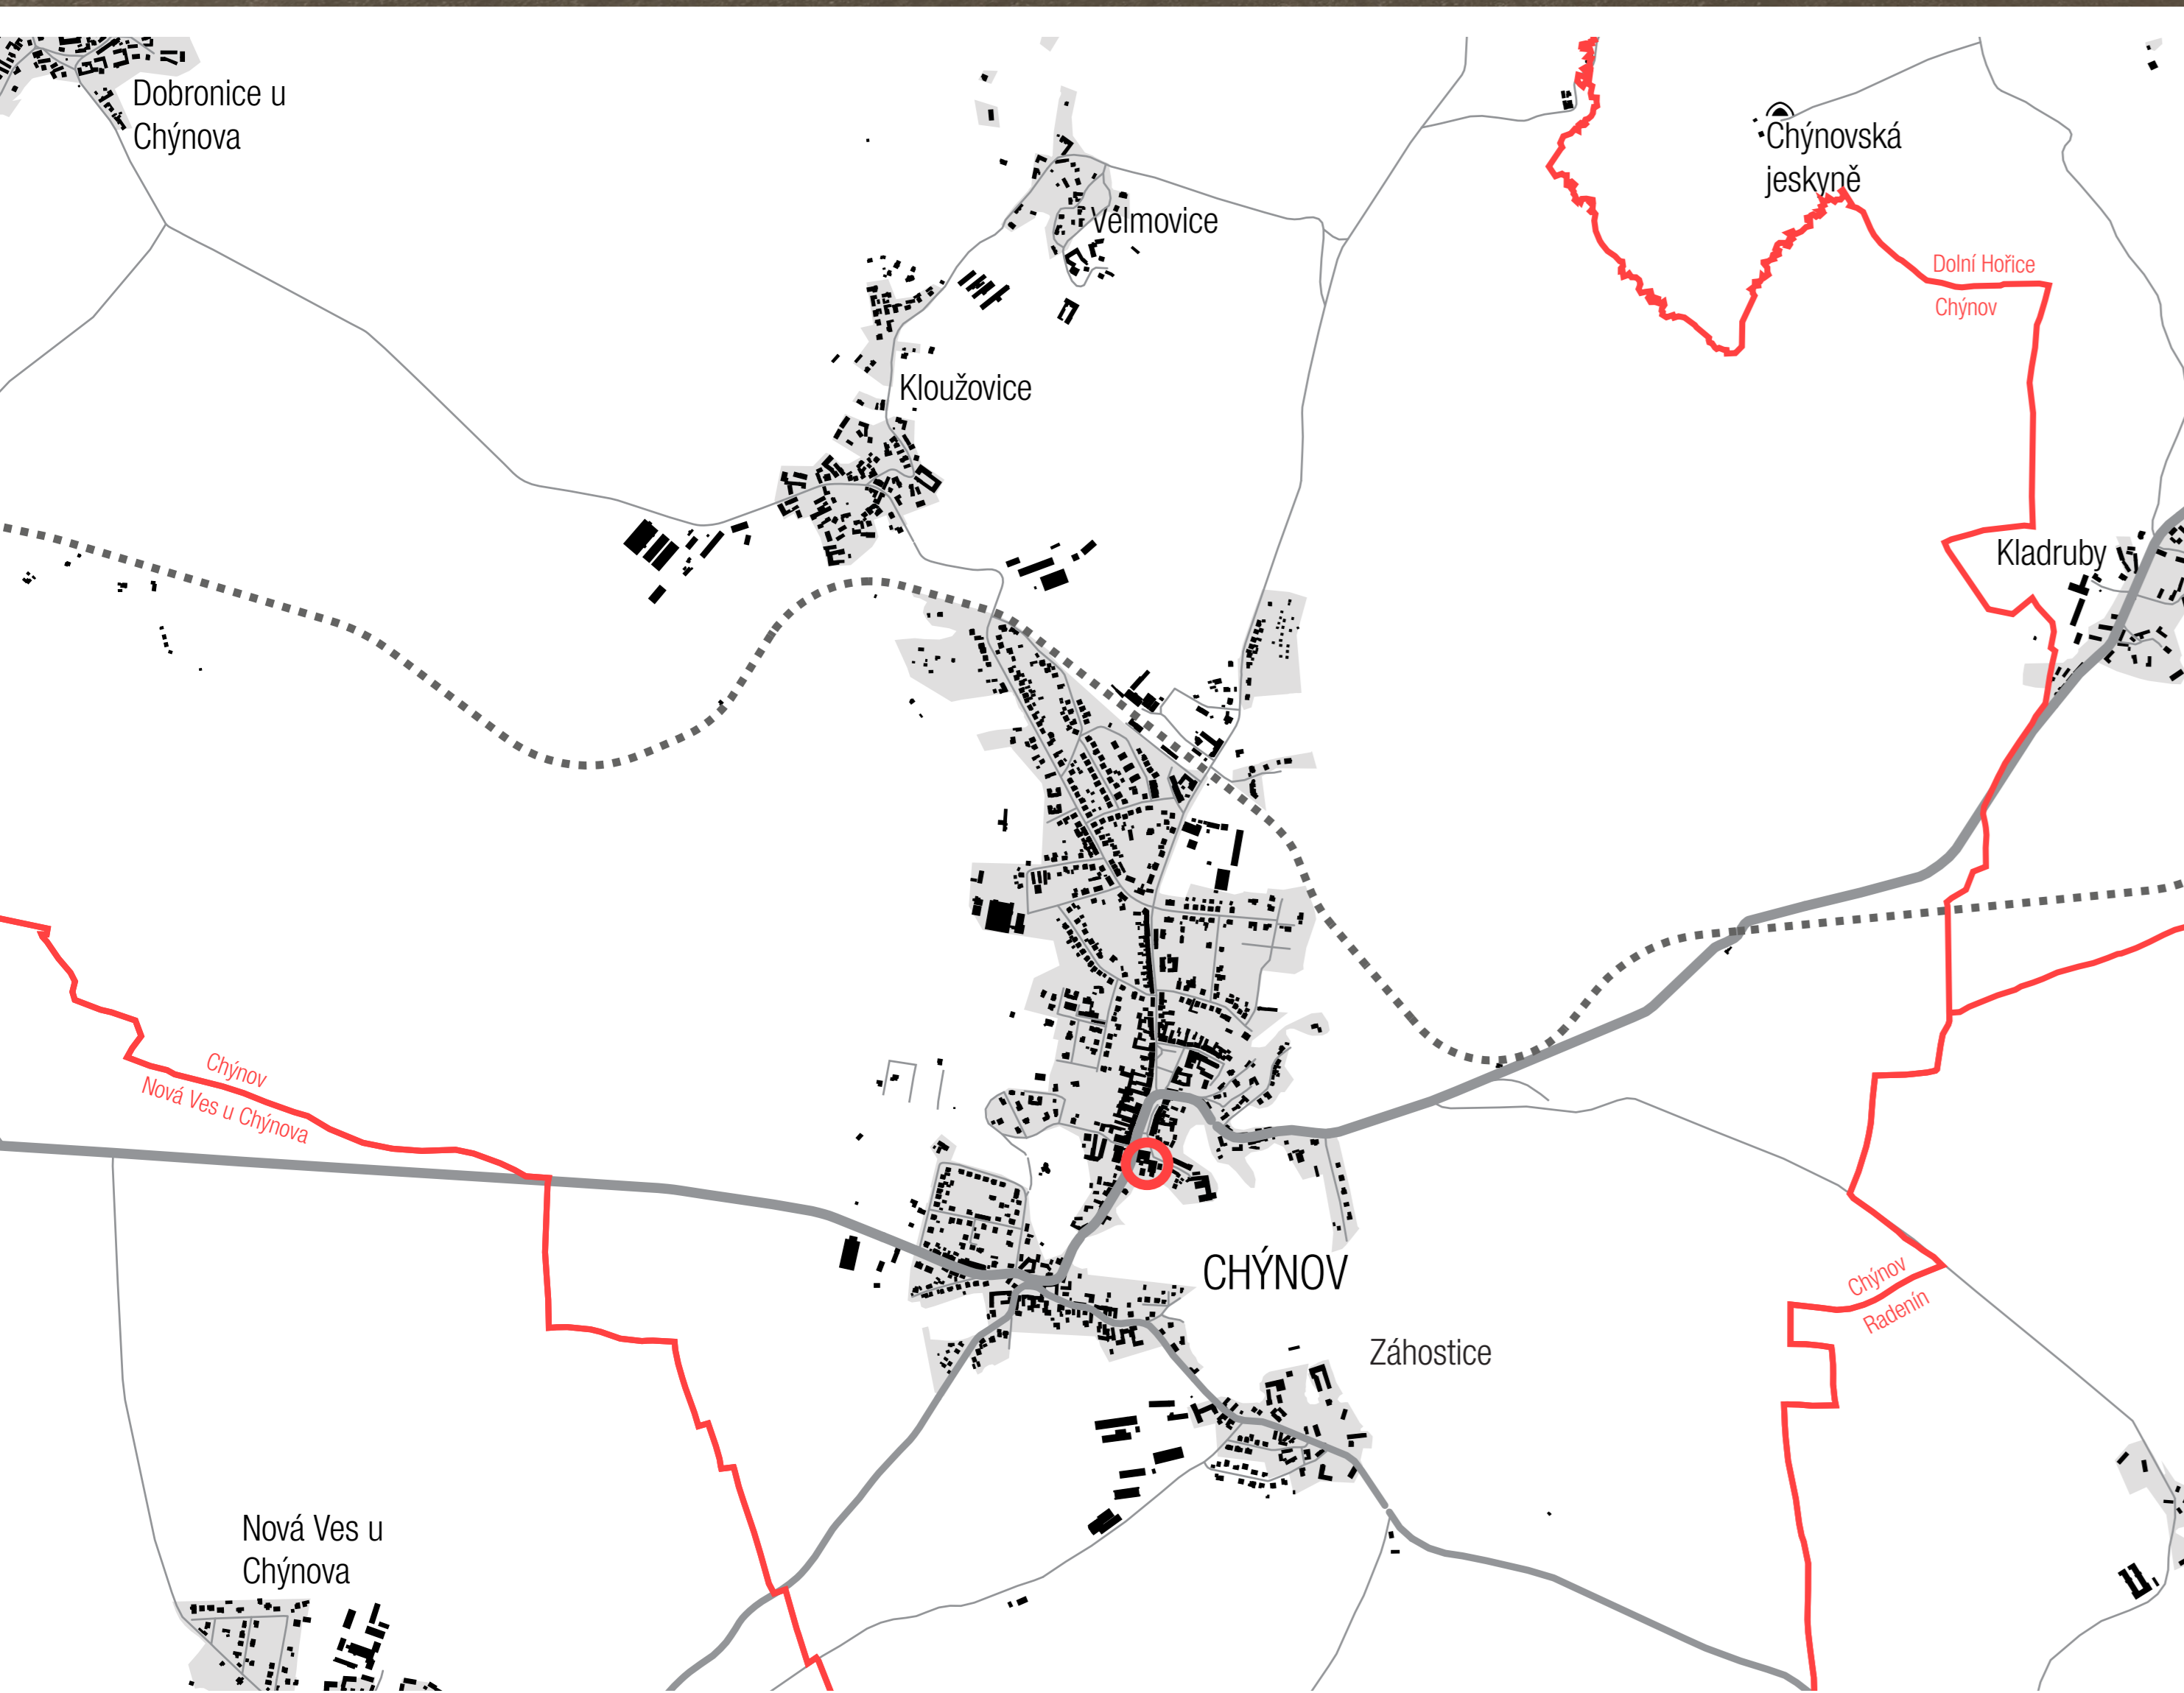 Dobronice u
Chýnova
Chýnovská
jeskyně
Velmovice
Dolní Hořice
Chýnov
Kloužovice
Kladruby
Chýnov
Nová Ves u Chýnova
CHÝNOV
Chýnov
Radenín
Záhostice
Nová Ves u
Chýnova